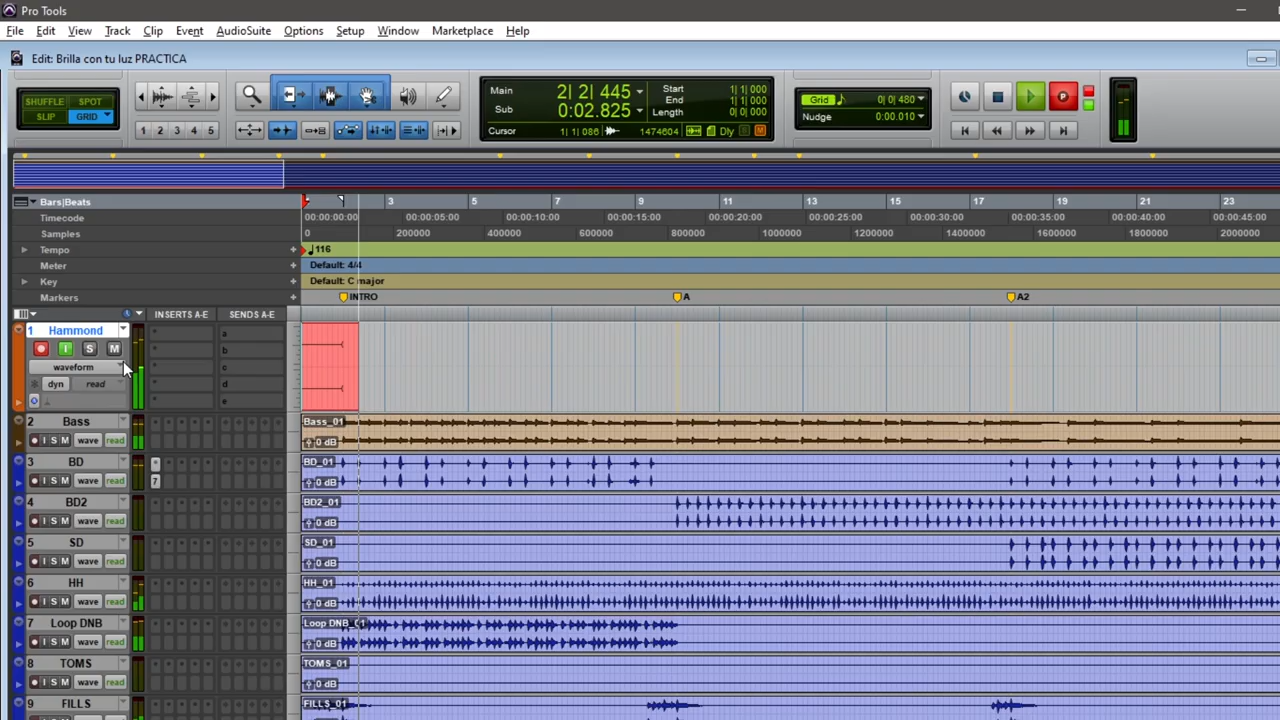 Pro Tools
File Edit View Track Clip Event AudioSuite Options Setup Window Marketplace Help
Edit: Brilla con tu luz PRACTICA
SHUFFLE SPOT
SLIP GRID
Z A
1 2 3 4 5
Main 2| 2| 445
Sub 0:02.825
Start 1| 1| 000
End 1| 1| 000
Length 0| 0| 000
Cursor 1| 1| 086 1474604 Dly S M
Grid 0| 0| 480
Nudge 0:00.010
Bars|Beats 3 5 7 9 11 13 15 17 19 21 23
Timecode 00:00:00:00 00:00:05:00 00:00:10:00 00:00:15:00 00:00:20:00 00:00:25:00 00:00:30:00 00:00:35:00 00:00:40:00 00:00:45:00
Samples 0 200000 400000 600000 800000 1000000 1200000 1400000 1600000 1800000 2000000
Tempo + 116
Meter + Default: 4/4
Key + Default: C major
Markers + INTRO A A2
INSERTS A-E SENDS A-E
1 Hammond a
I S M b
waveform c
dyn read d
e
2 Bass Bass_01
I S M wave read 0 dB
3 BD BD_01
I S M wave read 7 0 dB
4 BD2 BD2_01
I S M wave read 0 dB
5 SD SD_01
I S M wave read 0 dB
6 HH HH_01
I S M wave read 0 dB
7 Loop DNB Loop DNB_01
I S M wave read 0 dB
8 TOMS TOMS_01
I S M wave read 0 dB
9 FILLS FILLS_01